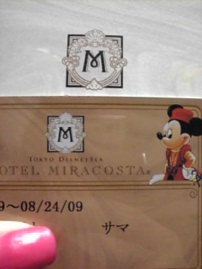 M
M
TOKYO DISNEYSEA
HOTEL MIRACOSTA®
9～08/24/09
サマ